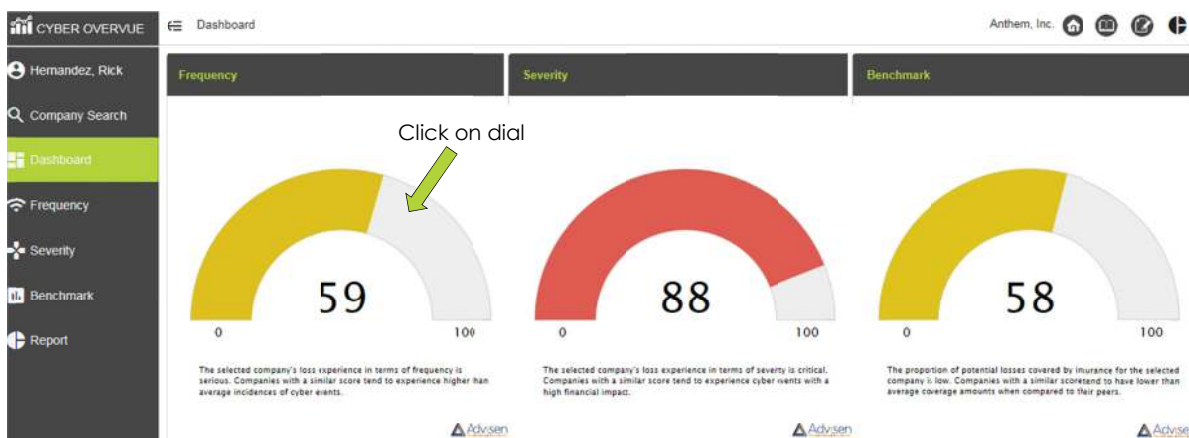 CYBER OVERVUE
Dashboard
Anthem, Inc.
Hernandez, Rick
Company Search
Dashboard
Frequency
Severity
Benchmark
Report
Frequency
Click on dial
59
0
100
The selected company's loss experience in terms of frequency is
serious. Companies with a similar score tend to experience higher han
average incidences of cyber events.
Advisen
Severity
88
0
100
The selected company's loss experience in terms of severty is critical.
Companies with a similar score tend to experience cyber events with a
high financial impact.
Advisen
Benchmark
58
0
100
The proportion of potential losses covered by insurance for the selected
company is low. Companies with a similar scoretend to have lower than
average coverage amounts when compared to their peers.
Advise